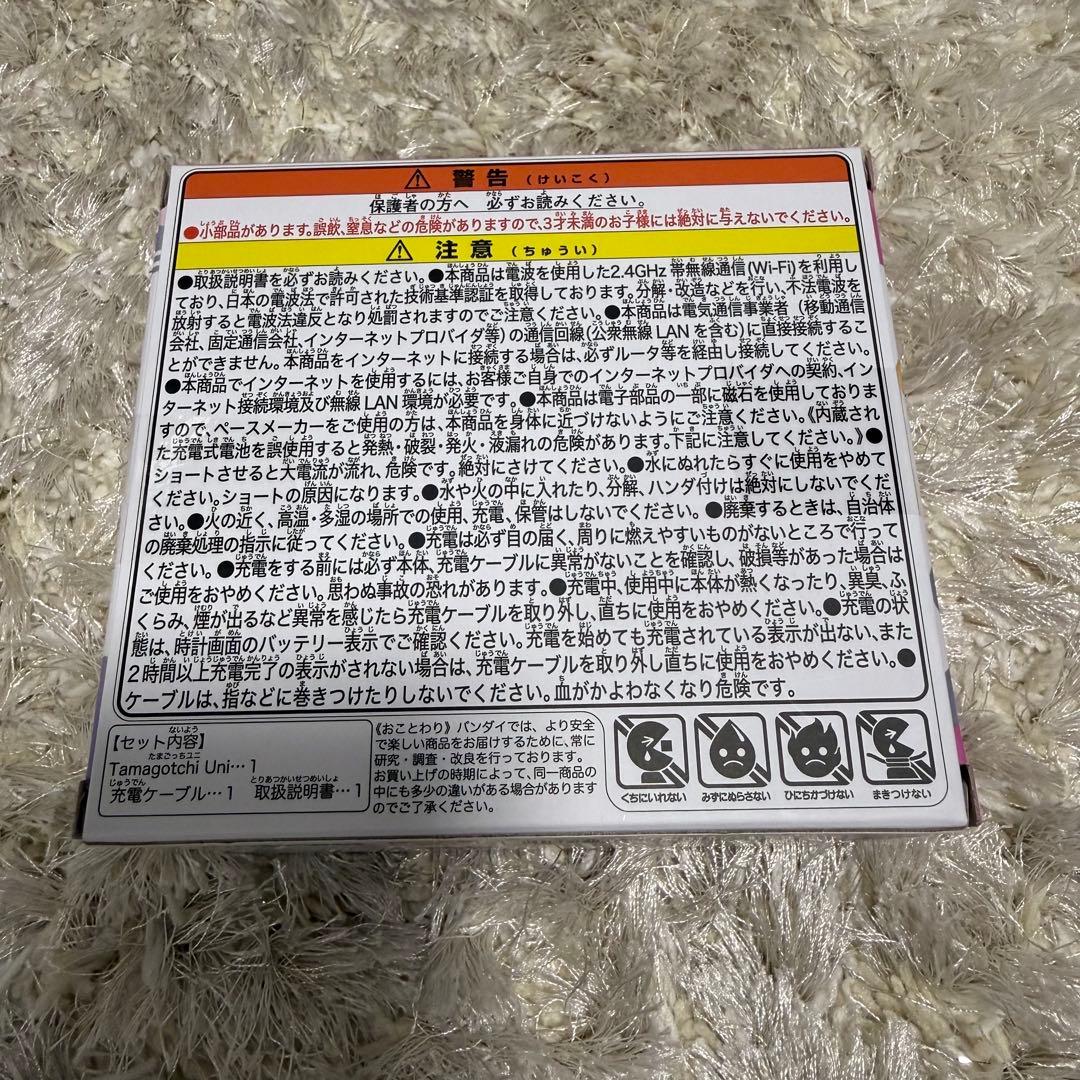 警告(けいこく)
保護者の方へ 必ずお読みください。
●小部品があります。誤飲、窒息などの危険がありますので、3才未満のお子様には絶対に与えないでください。
注意(ちゅうい)
●取扱説明書を必ずお読みください。●本商品は電波を使用した2.4GHz 帯無線通信(Wi-Fi)を利用し
ており、日本の電波法で許可された技術基準認証を取得しております。分解・改造などを行い、不法電波を
放射すると電波法違反となり処罰されますのでご注意ください。●本商品は電気通信事業者(移動通信
会社、固定通信会社、インターネットプロバイダ等)の通信回線(公衆無線LANを含む)に直接接続するこ
とができません。本商品をインターネットに接続する場合は、必ずルータ等を経由し接続してください。
●本商品でインターネットを使用するには、お客様ご自身でのインターネットプロバイダへの契約、イン
ターネット接続環境及び無線LAN環境が必要です。●本商品は電子部品の一部に磁石を使用しておりま
すので、ペースメーカーをご使用の方は、本商品を身体に近づけないようにご注意ください。《内蔵され
た充電式電池を誤使用すると発熱・破裂・発火・液漏れの危険があります。下記に注意してください。》●
ショートさせると大電流が流れ、危険です。絶対にさけてください。●水にぬれたらすぐに使用をやめて
ください。ショートの原因になります。●水や火の中に入れたり、分解、ハンダ付けは絶対にしないでくだ
さい。●火の近く、高温・多湿の場所での使用、充電、保管はしないでください。●廃棄するときは、自治体
の廃棄処理の指示に従ってください。●充電は必ず目の届く、周りに燃えやすいものがないところで行って
ください。●充電をする前には必ず本体、充電ケーブルに異常がないことを確認し、破損等があった場合は
ご使用をおやめください。思わぬ事故の恐れがあります。●充電中、使用中に本体が熱くなったり、異臭、ふ
くらみ、煙が出るなど異常を感じたら充電ケーブルを取り外し、直ちに使用をおやめください。●充電の状
態は、時計画面のバッテリー表示でご確認ください。充電を始めても充電されている表示が出ない、また
2時間以上充電完了の表示がされない場合は、充電ケーブルを取り外し直ちに使用をおやめください。●
ケーブルは、指などに巻きつけたりしないでください。血がかよわなくなり危険です。
【セット内容】
たまごっちユニ
Tamagotchi Uni…1
充電ケーブル…1 取扱説明書…1
《おことわり》バンダイでは、より安全
で楽しい商品をお届けするために、常に
研究・調査・改良を行っております。
お買い上げの時期によって、同一商品の
中にも多少の違いがある場合があります
のでご了承ください。
くちにいれない みずにぬらさない ひにちかづけない まきつけない